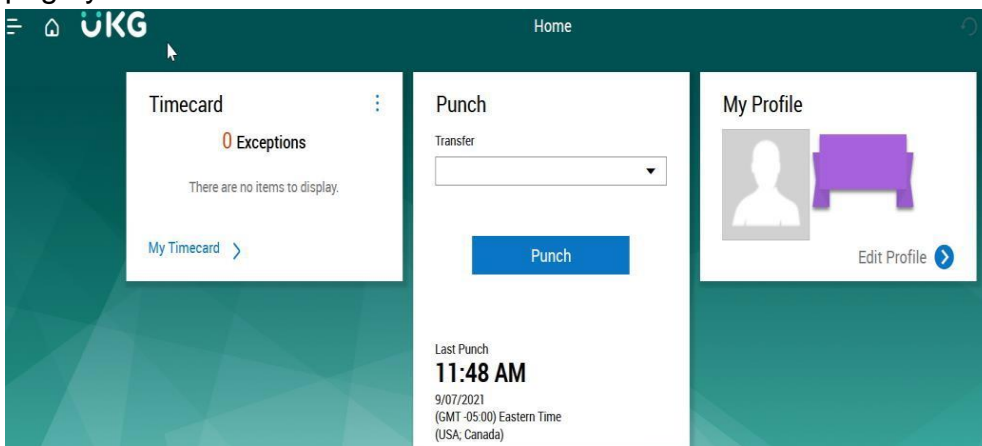 UKG
Home
Timecard
0 Exceptions
There are no items to display.
My Timecard
Punch
Transfer
Punch
Last Punch
11:48 AM
9/07/2021
(GMT -05:00) Eastern Time
(USA; Canada)
My Profile
Edit Profile